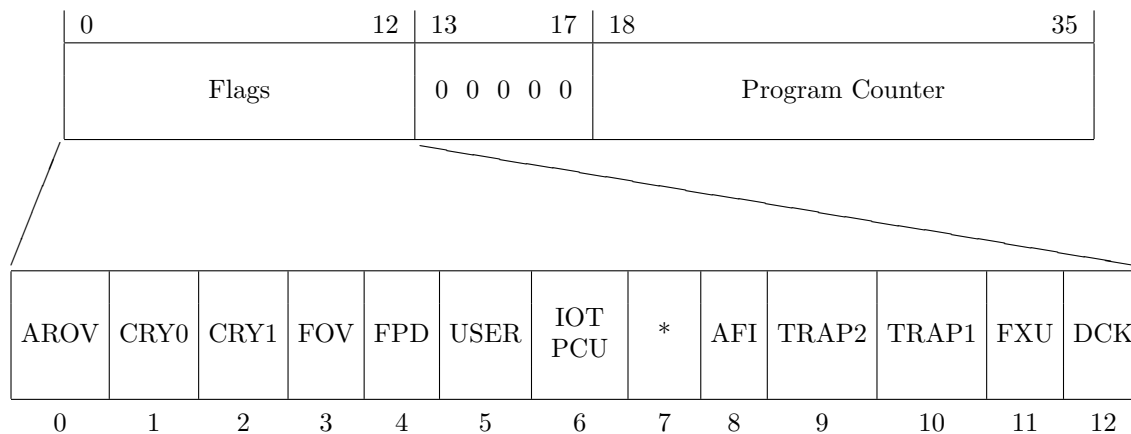 0 12 13 17 18 35
Flags 0 0 0 0 0 Program Counter
AROV CRY0 CRY1 FOV FPD USER IOT PCU * AFI TRAP2 TRAP1 FXU DCK
0 1 2 3 4 5 6 7 8 9 10 11 12